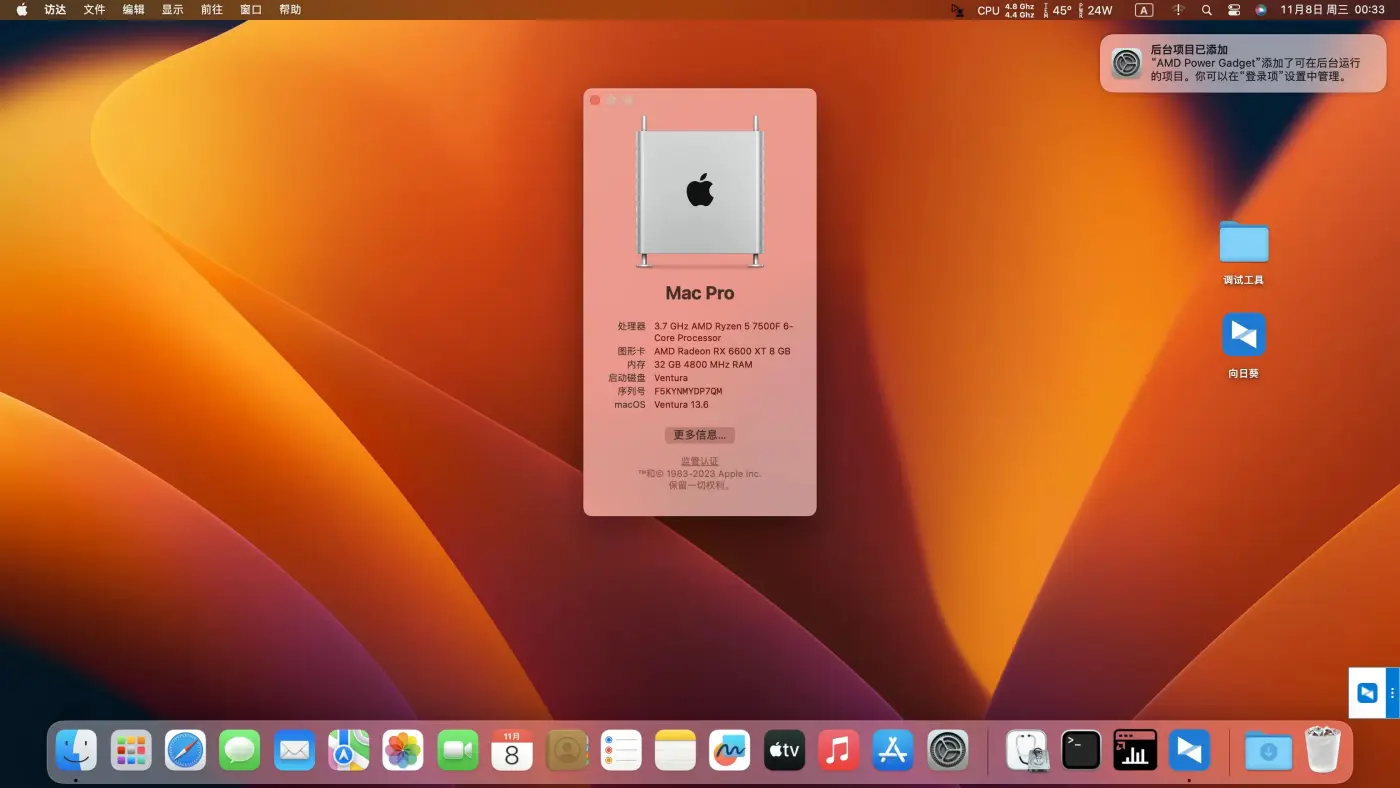 访达 文件 编辑 显示 前往 窗口 帮助
CPU 4.8 Ghz 4.4 Ghz 45° 24W A 11月8日 周三 00:33
后台项目已添加
“AMD Power Gadget”添加了可在后台运行
的项目。你可以在“登录项”设置中管理。
Mac Pro
处理器 3.7 GHz AMD Ryzen 5 7500F 6-
Core Processor
图形卡 AMD Radeon RX 6600 XT 8 GB
内存 32 GB 4800 MHz RAM
启动磁盘 Ventura
序列号 F5KYNMYDP7QM
macOS Ventura 13.6
更多信息...
监管认证
™和© 1983-2023 Apple Inc.
保留一切权利。
调试工具
向日葵
11月
8
tv
>_